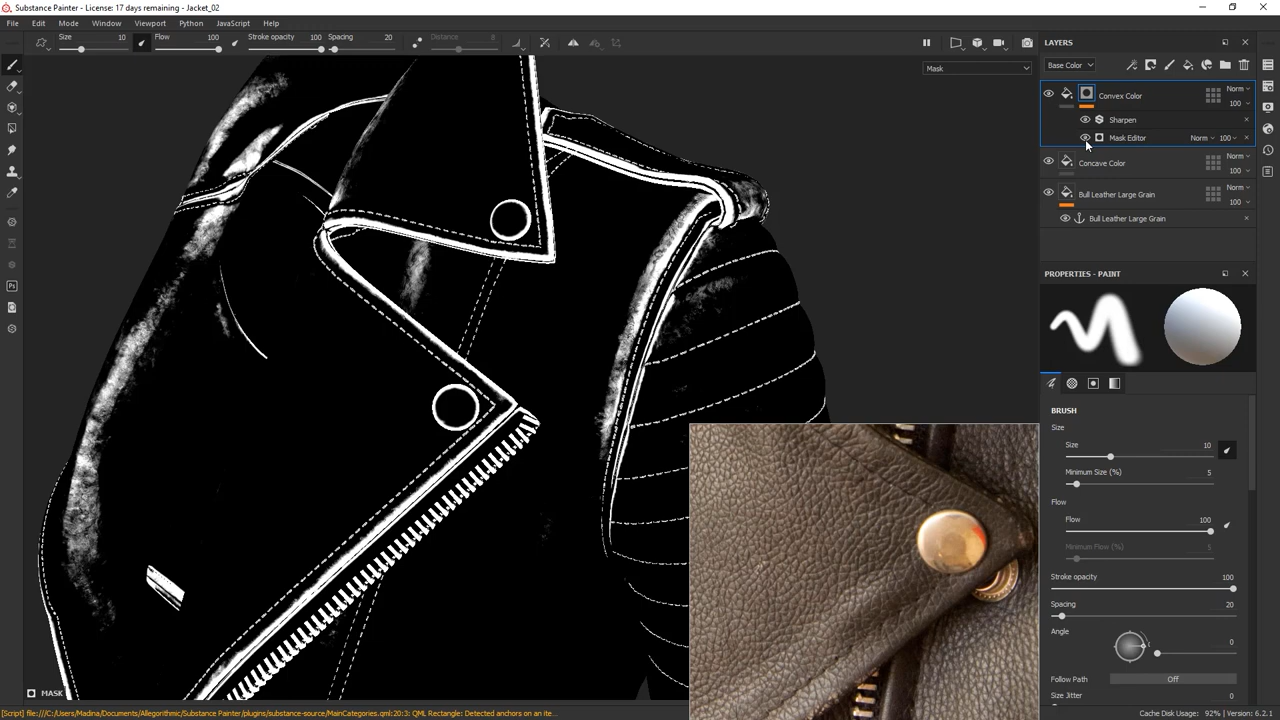 Substance Painter - License: 17 days remaining - Jacket_02
File Edit Mode Window Viewport Python JavaScript Help
Size 10 Flow 100 Stroke opacity 100 Spacing 20 Distance 8
Mask
LAYERS
Base Color
Convex Color Norm 100
Sharpen
Mask Editor Norm 100
Concave Color Norm 100
Bull Leather Large Grain Norm 100
Bull Leather Large Grain
PROPERTIES - PAINT
BRUSH
Size
Size 10
Minimum Size (%) 5
Flow
Flow 100
Minimum Flow (%) 5
Stroke opacity 100
Spacing 20
Angle 0
Follow Path Off
Size Jitter 0
MASK
[Script] file:///C:/Users/Madina/Documents/Allegorithmic/Substance Painter/plugins/substance-source/MainCategories.qml:20:3: QML Rectangle: Detected anchors on an ite...
Cache Disk Usage: 92% | Version: 6.2.1